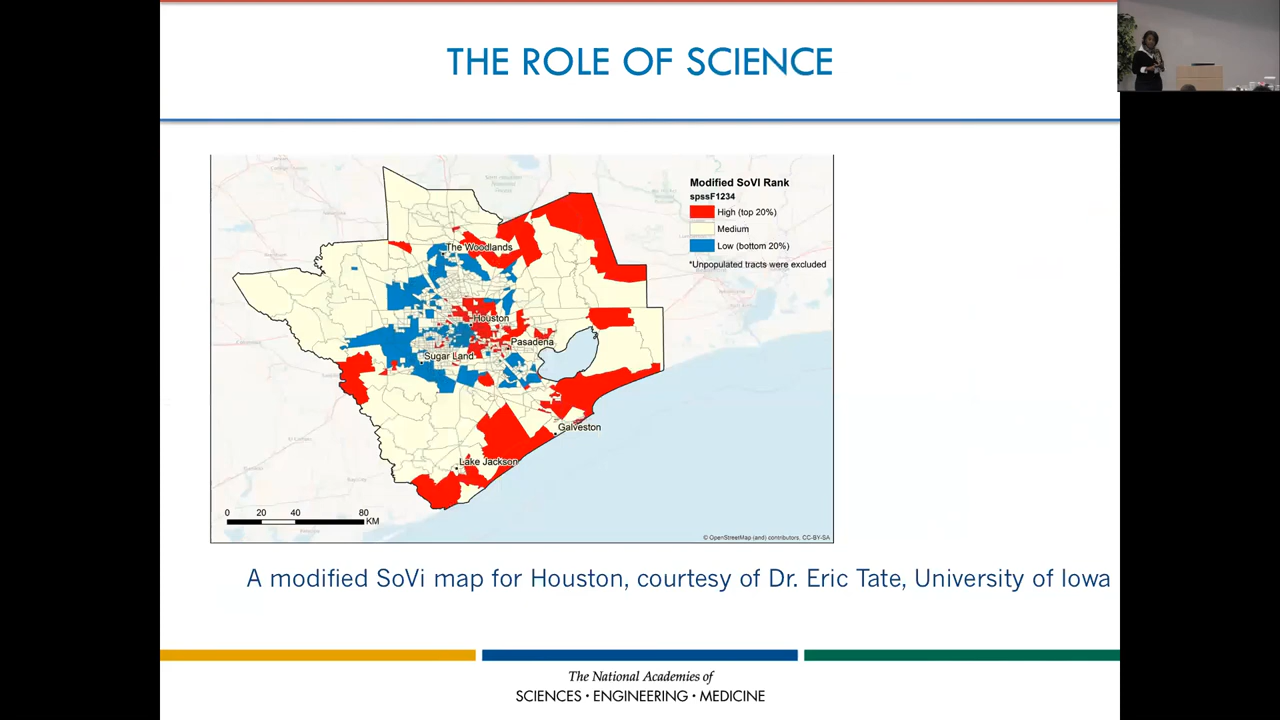 THE ROLE OF SCIENCE
Modified SoVI Rank
spssF1234
High (top 20%)
Medium
Low (bottom 20%)
*Unpopulated tracts were excluded
The Woodlands
Houston
Pasadena
Sugar Land
Galveston
Lake Jackson
0 20 40 80
KM
© OpenStreetMap (and) contributors, CC-BY-SA
A modified SoVi map for Houston, courtesy of Dr. Eric Tate, University of Iowa
The National Academies of
SCIENCES · ENGINEERING · MEDICINE